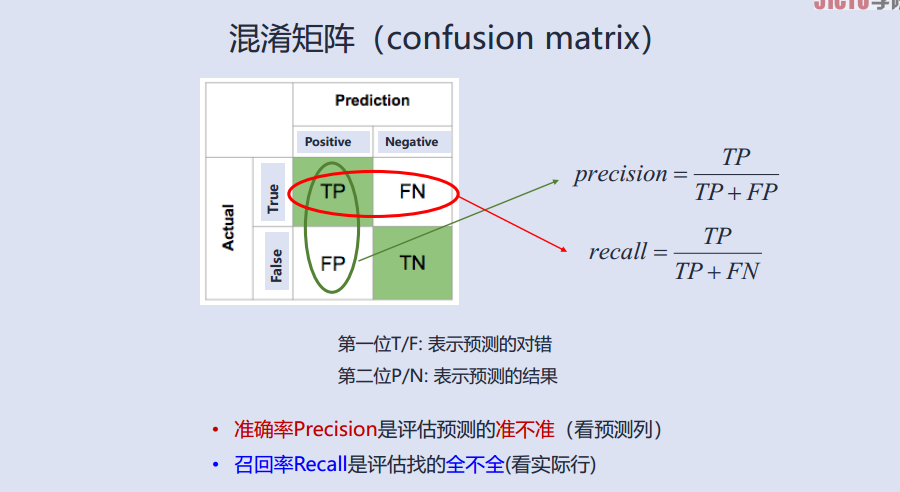 混淆矩阵（confusion matrix）
Prediction
Positive Negative
Actual
True
TP FN
False
FP TN
precision = TP / TP + FP
recall = TP / TP + FN
第一位T/F: 表示预测的对错
第二位P/N: 表示预测的结果
• 准确率Precision是评估预测的准不准（看预测列）
• 召回率Recall是评估找的全不全(看实际行)